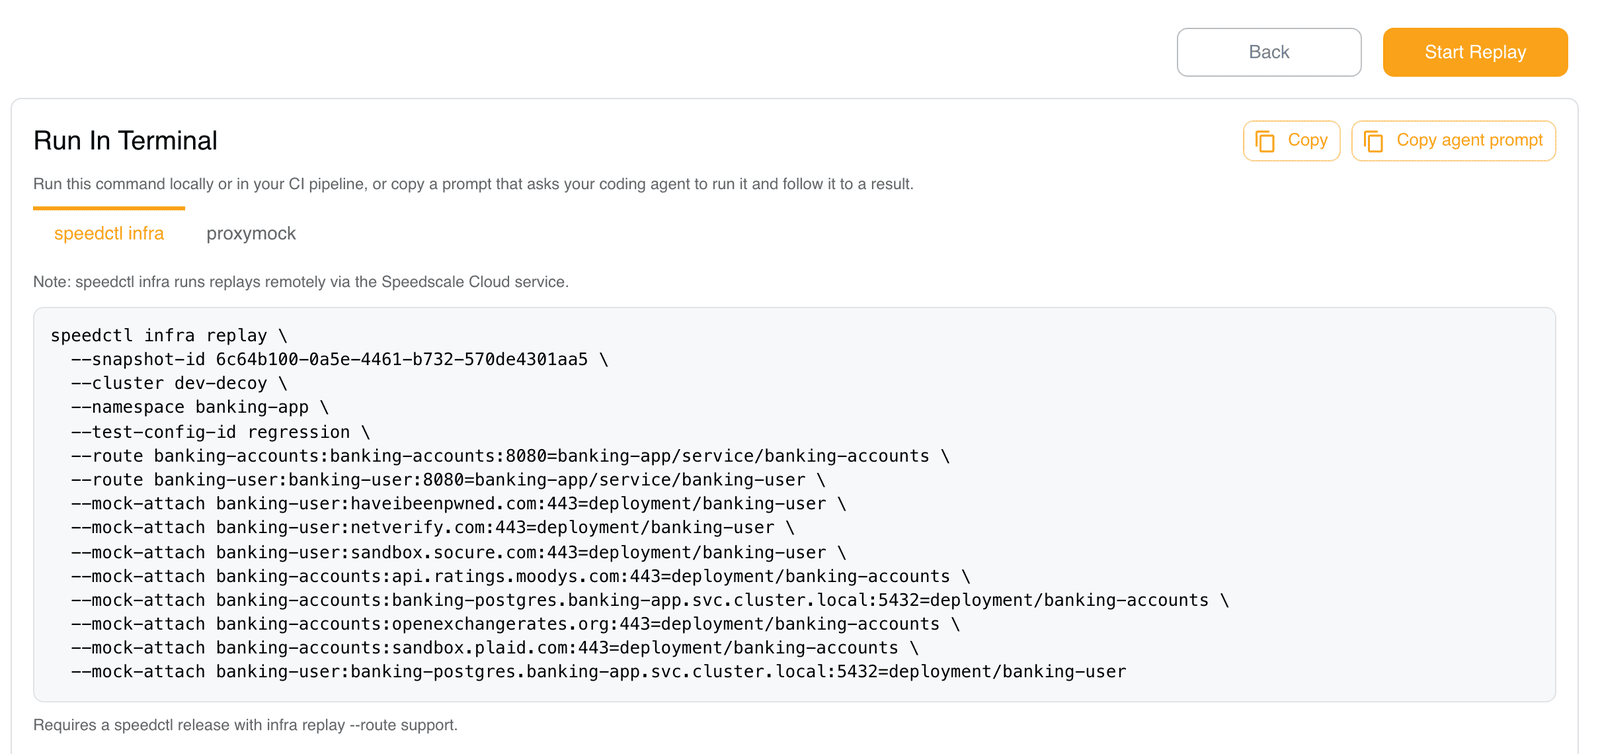 Back
Start Replay
Run In Terminal
Copy
Copy agent prompt
Run this command locally or in your CI pipeline, or copy a prompt that asks your coding agent to run it and follow it to a result.
speedctl infra
proxymock
Note: speedctl infra runs replays remotely via the Speedscale Cloud service.
speedctl infra replay \
  --snapshot-id 6c64b100-0a5e-4461-b732-570de4301aa5 \
  --cluster dev-decoy \
  --namespace banking-app \
  --test-config-id regression \
  --route banking-accounts:banking-accounts:8080=banking-app/service/banking-accounts \
  --route banking-user:banking-user:8080=banking-app/service/banking-user \
  --mock-attach banking-user:haveibeenpwned.com:443=deployment/banking-user \
  --mock-attach banking-user:netverify.com:443=deployment/banking-user \
  --mock-attach banking-user:sandbox.socure.com:443=deployment/banking-user \
  --mock-attach banking-accounts:api.ratings.moodys.com:443=deployment/banking-accounts \
  --mock-attach banking-accounts:banking-postgres.banking-app.svc.cluster.local:5432=deployment/banking-accounts \
  --mock-attach banking-accounts:openexchangerates.org:443=deployment/banking-accounts \
  --mock-attach banking-accounts:sandbox.plaid.com:443=deployment/banking-accounts \
  --mock-attach banking-user:banking-postgres.banking-app.svc.cluster.local:5432=deployment/banking-user
Requires a speedctl release with infra replay --route support.